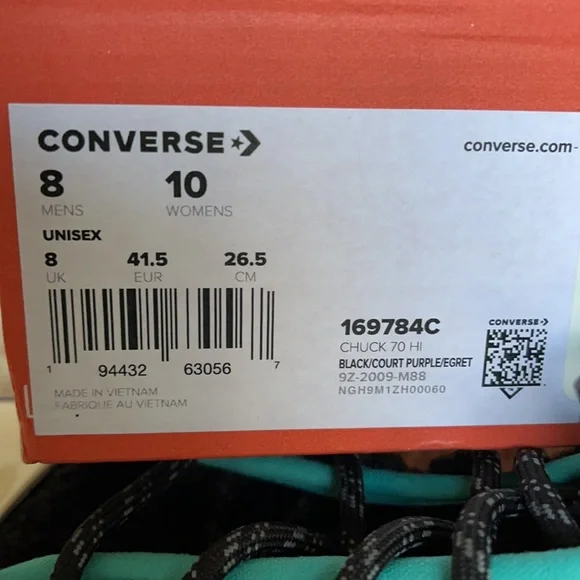 CONVERSE
converse.com-
8 10
MENS WOMENS
UNISEX
8 41.5 26.5
UK EUR CM
1 94432 63056 7
169784C
CHUCK 70 HI
BLACK/COURT PURPLE/EGRET
9Z-2009-M88
NGH9M1ZH00060
CONVERSE
MADE IN VIETNAM
FABRIQUE AU VIETNAM